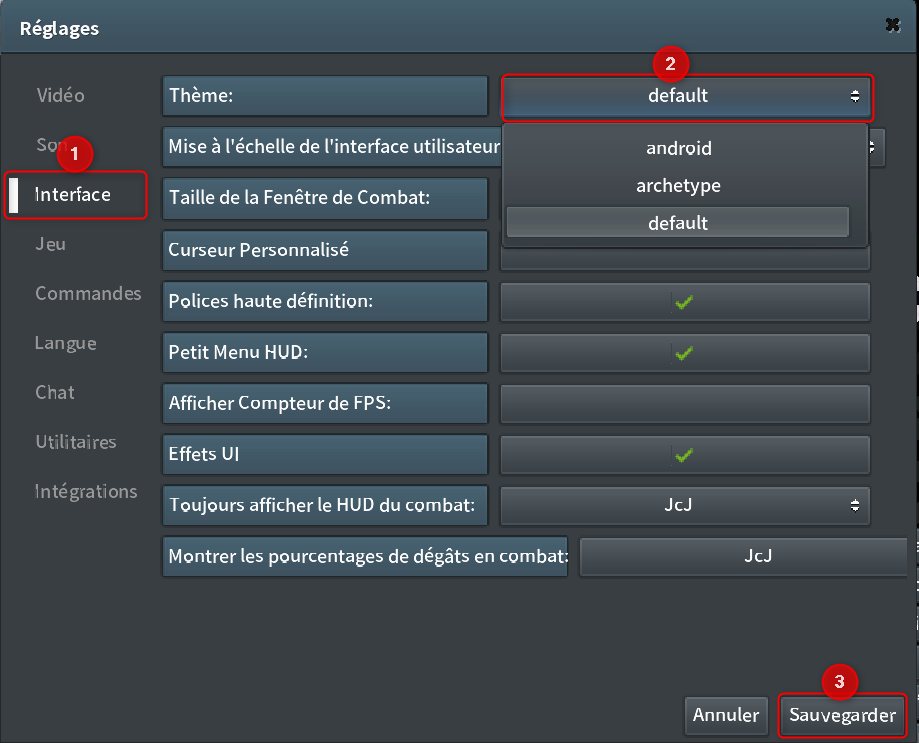 Réglages
Vidéo
Thème:
2
default
Son
1
Mise à l'échelle de l'interface utilisateur
android
Interface
archetype
Taille de la Fenêtre de Combat:
default
Jeu
Curseur Personnalisé
Commandes
Polices haute définition:
Langue
Petit Menu HUD:
Chat
Afficher Compteur de FPS:
Utilitaires
Effets UI
Intégrations
Toujours afficher le HUD du combat:
JcJ
Montrer les pourcentages de dégâts en combat:
JcJ
3
Annuler
Sauvegarder